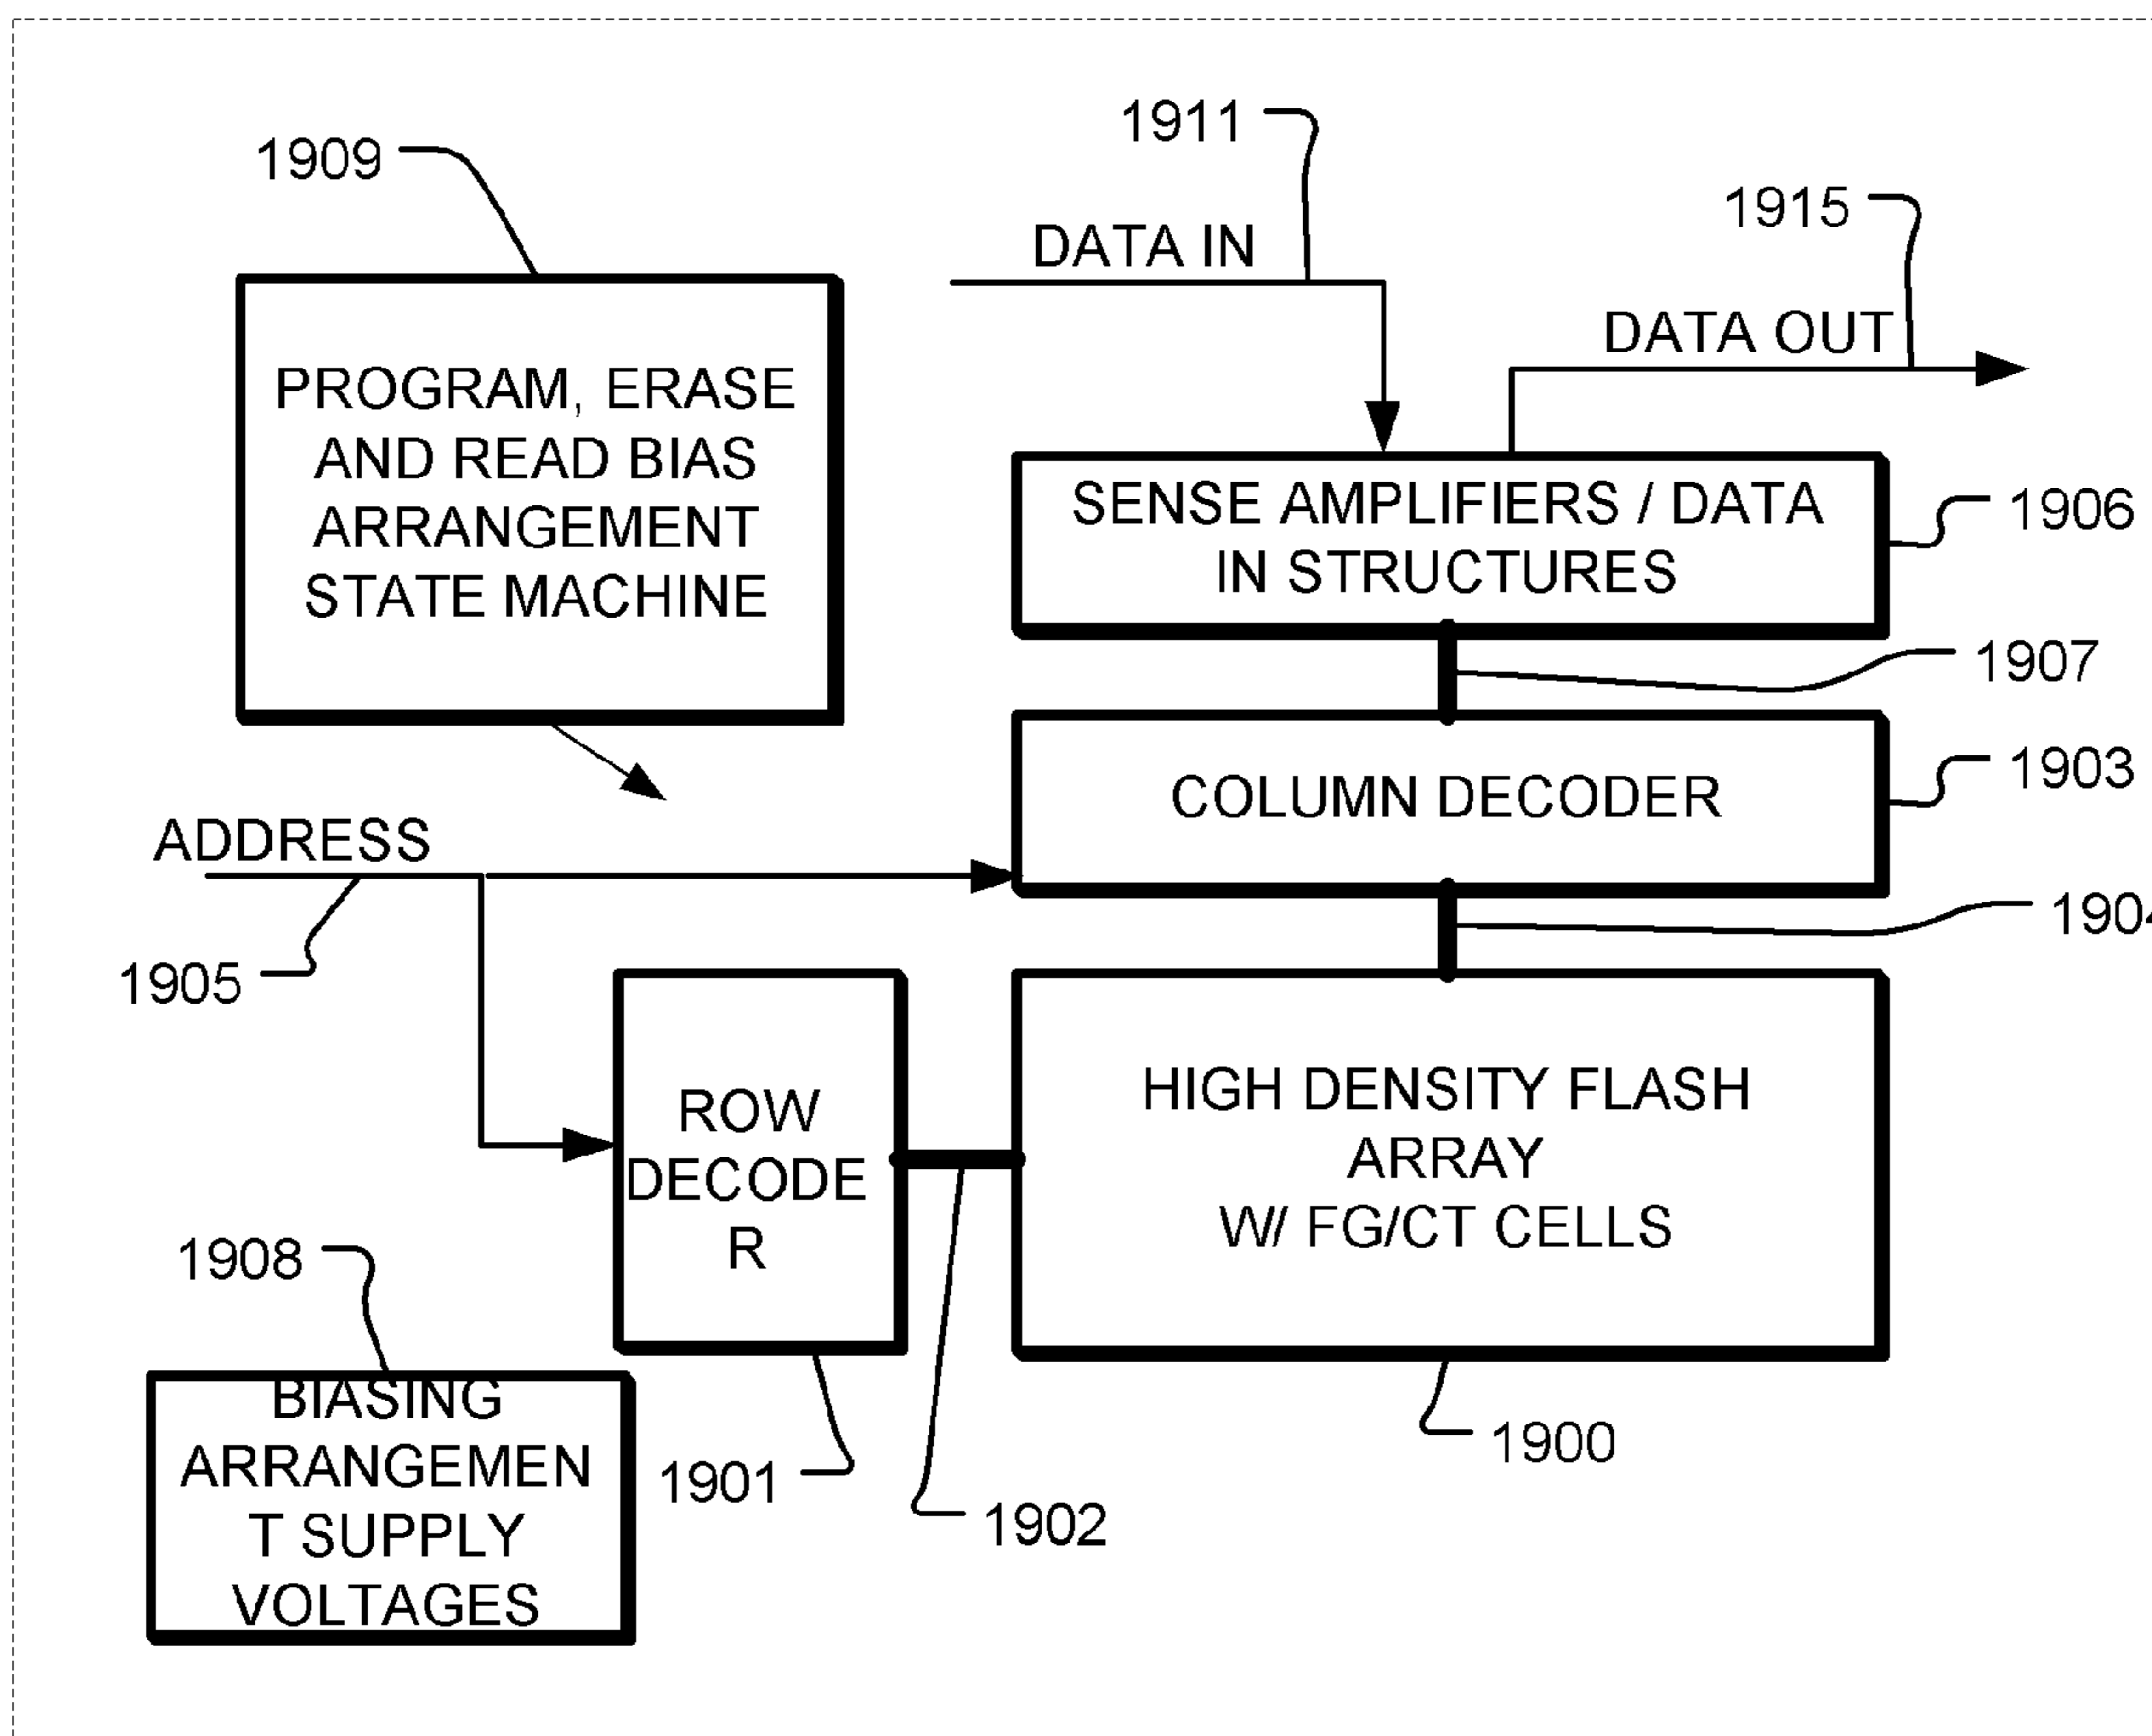 1911
1909
1915
DATA IN
DATA OUT
PROGRAM, ERASE
AND READ BIAS
ARRANGEMENT
STATE MACHINE
SENSE AMPLIFIERS / DATA
IN STRUCTURES
1906
1907
COLUMN DECODER
1903
ADDRESS
1905
ROW
DECODE
R
HIGH DENSITY FLASH
ARRAY
W/ FG/CT CELLS
1908
BIASING
ARRANGEMEN
T SUPPLY
VOLTAGES
1901
1902
1900